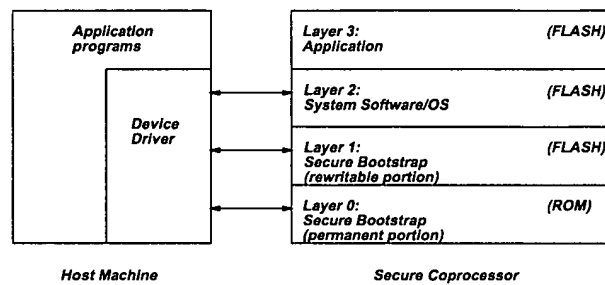 Application
programs
Device
Driver
Layer 3:
(FLASH)
Application
Layer 2:
(FLASH)
System Software/OS
Layer 1:
(FLASH)
Secure Bootstrap
(rewritable portion)
Layer 0:
(ROM)
Secure Bootstrap
(permanent portion)
Host Machine
Secure Coprocessor